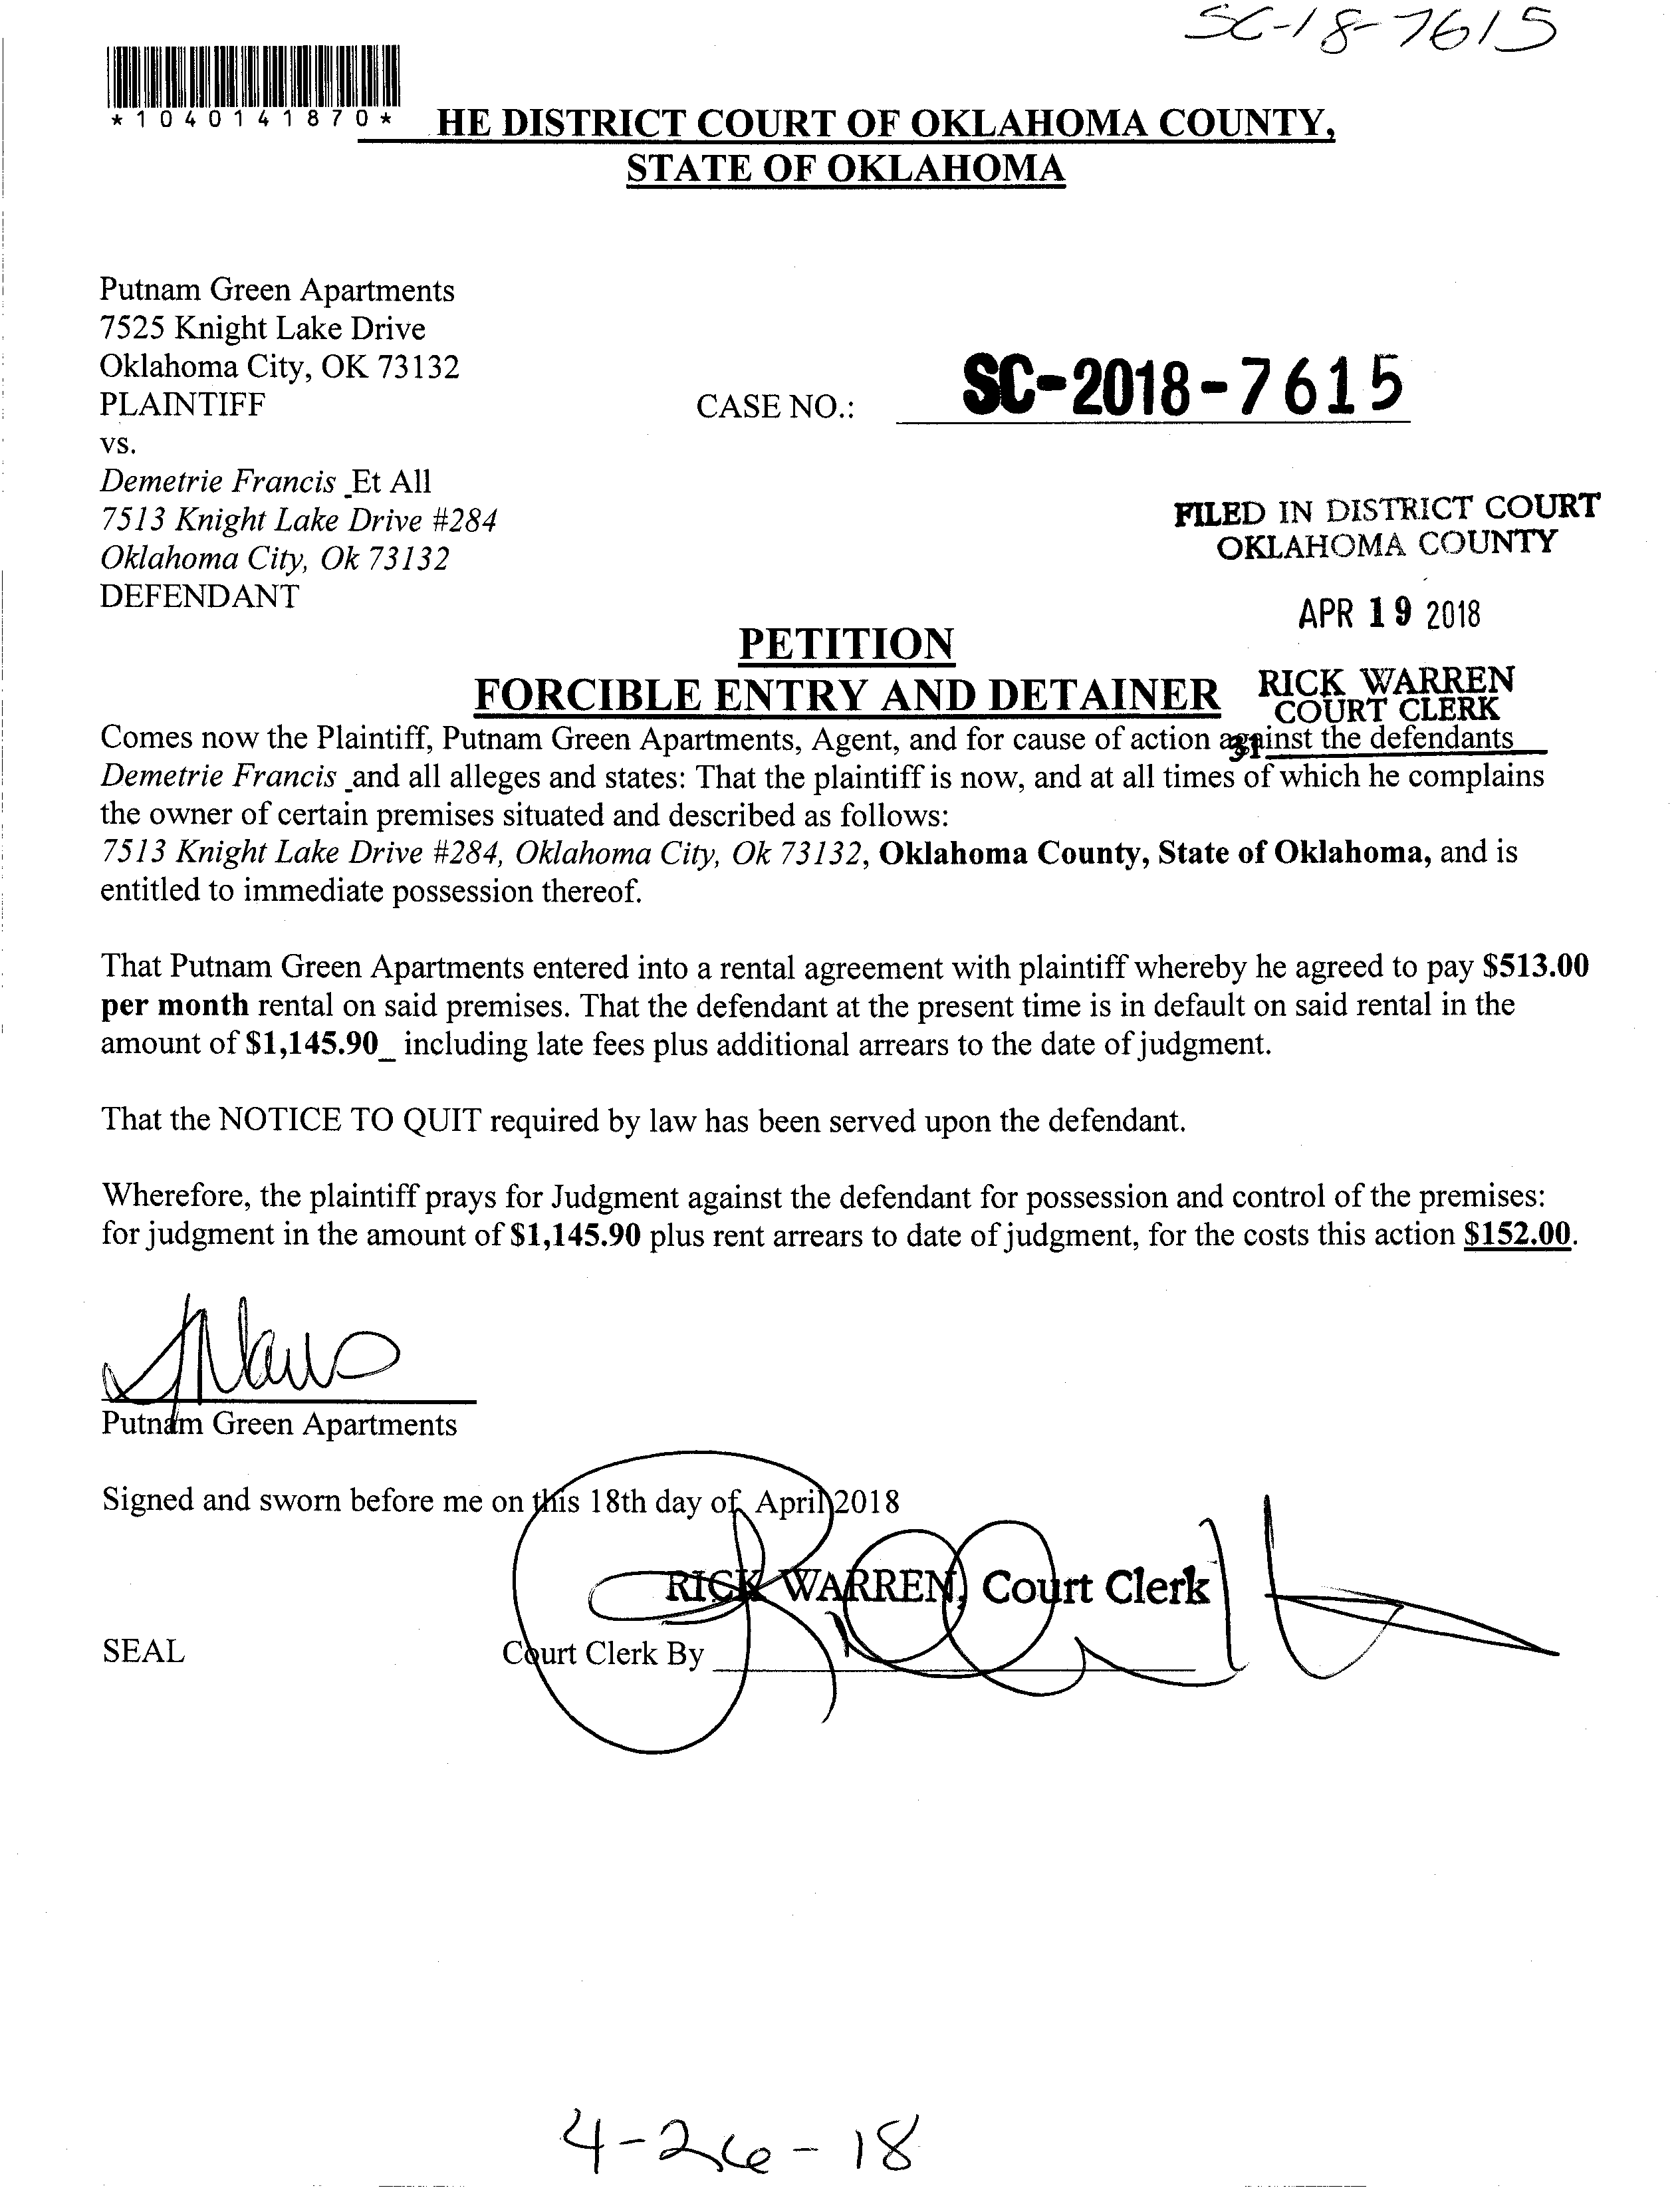 SC-18-7615
*1040141870*
HE DISTRICT COURT OF OKLAHOMA COUNTY,
STATE OF OKLAHOMA
Putnam Green Apartments
7525 Knight Lake Drive
Oklahoma City, OK 73132
PLAINTIFF
CASE NO.: SC-2018-7615
vs.
Demetrie Francis _Et All
7513 Knight Lake Drive #284
Oklahoma City, Ok 73132
DEFENDANT
FILED IN DISTRICT COURT
OKLAHOMA COUNTY
APR 19 2018
RICK WARREN
COURT CLERK
31
PETITION
FORCIBLE ENTRY AND DETAINER
Comes now the Plaintiff, Putnam Green Apartments, Agent, and for cause of action against the defendants
Demetrie Francis _and all alleges and states: That the plaintiff is now, and at all times of which he complains
the owner of certain premises situated and described as follows:
7513 Knight Lake Drive #284, Oklahoma City, Ok 73132, Oklahoma County, State of Oklahoma, and is
entitled to immediate possession thereof.
That Putnam Green Apartments entered into a rental agreement with plaintiff whereby he agreed to pay $513.00
per month rental on said premises. That the defendant at the present time is in default on said rental in the
amount of $1,145.90_ including late fees plus additional arrears to the date of judgment.
That the NOTICE TO QUIT required by law has been served upon the defendant.
Wherefore, the plaintiff prays for Judgment against the defendant for possession and control of the premises:
for judgment in the amount of $1,145.90 plus rent arrears to date of judgment, for the costs this action $152.00.
Putnam Green Apartments
Signed and sworn before me on this 18th day of April 2018
RICK WARREN, Court Clerk
SEAL
Court Clerk By
4-26-18